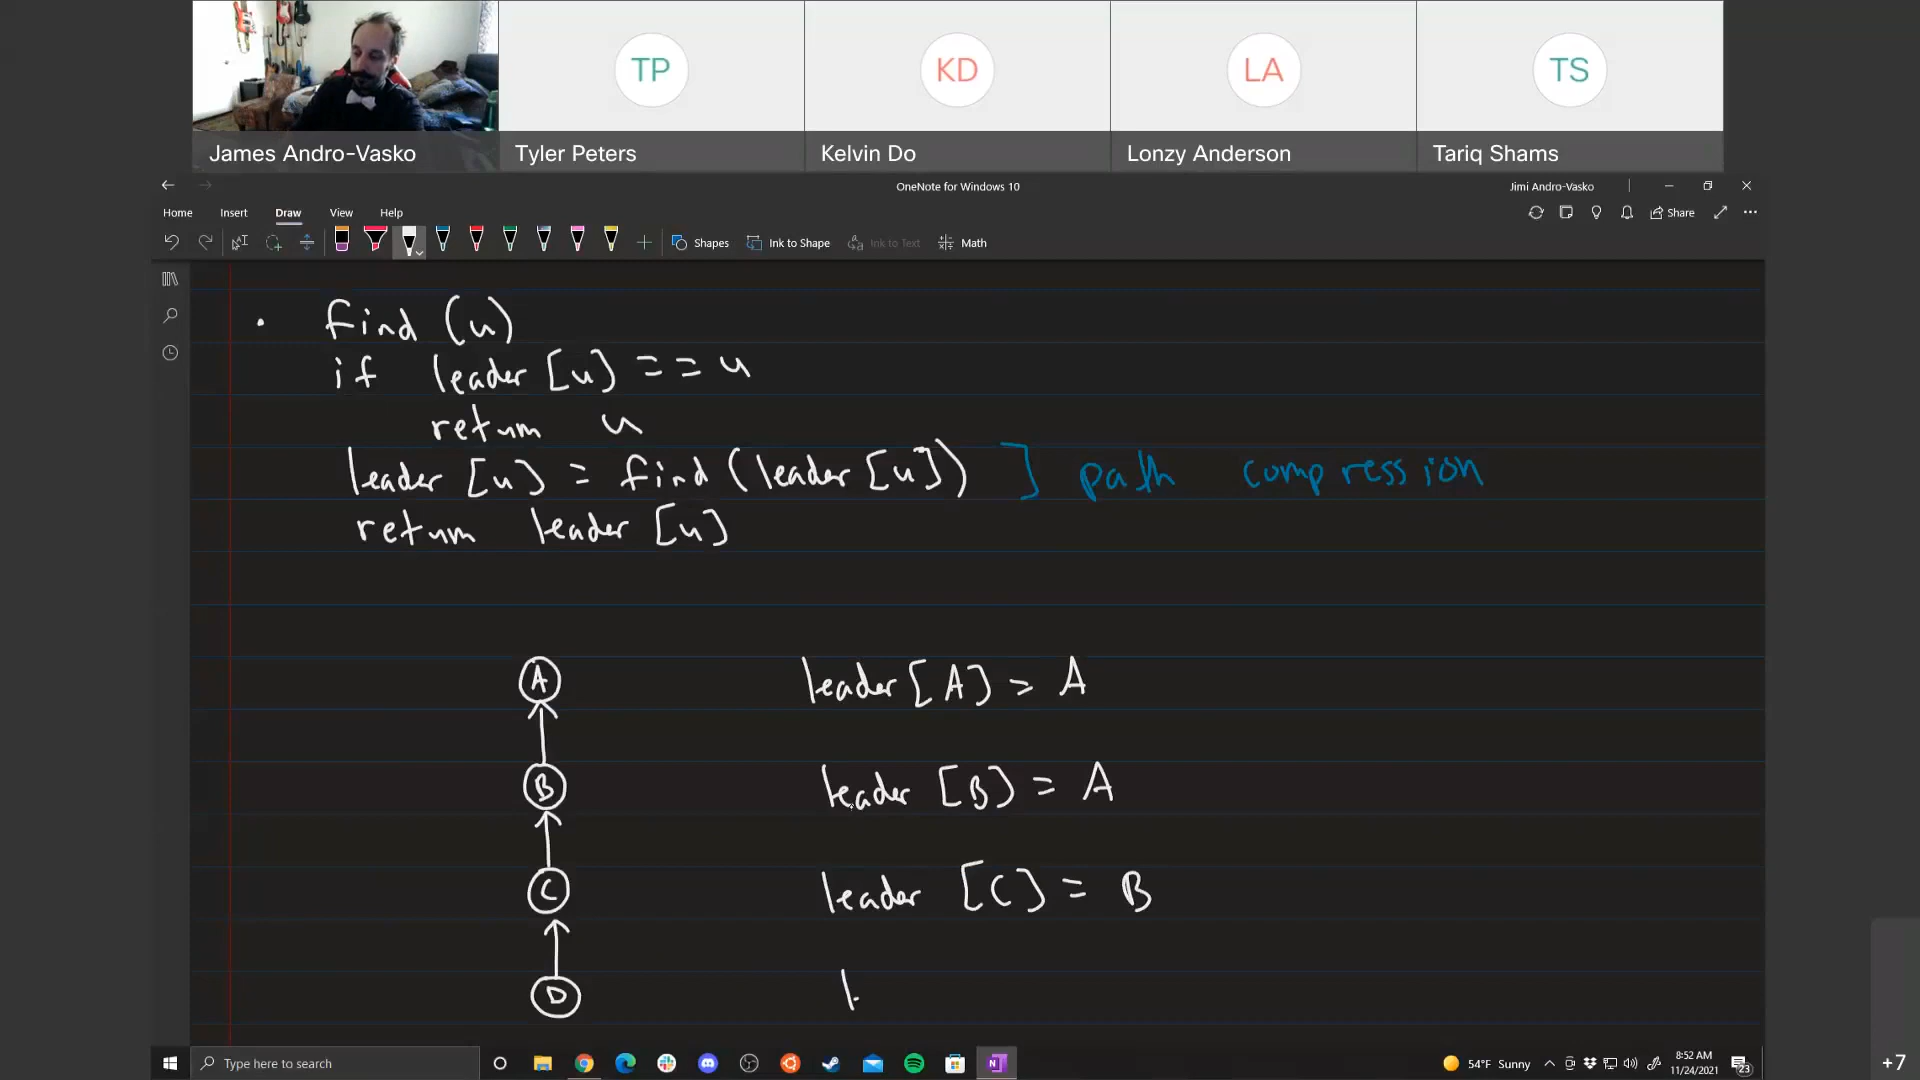 TP
KD
LA
TS
James Andro-Vasko
Tyler Peters
Kelvin Do
Lonzy Anderson
Tariq Shams
OneNote for Windows 10
Jimi Andro-Vasko
Home Insert Draw View Help
Share
Shapes Ink to Shape Ink to Text Math
• find (u)
if leader [u] == u
return u
leader [u] = find (leader [u]) ] path compression
return leader [u]
A leader [A] = A
B leader [B] = A
C leader [C] = B
D l
Type here to search
54°F Sunny
8:52 AM
11/24/2021
23
+7